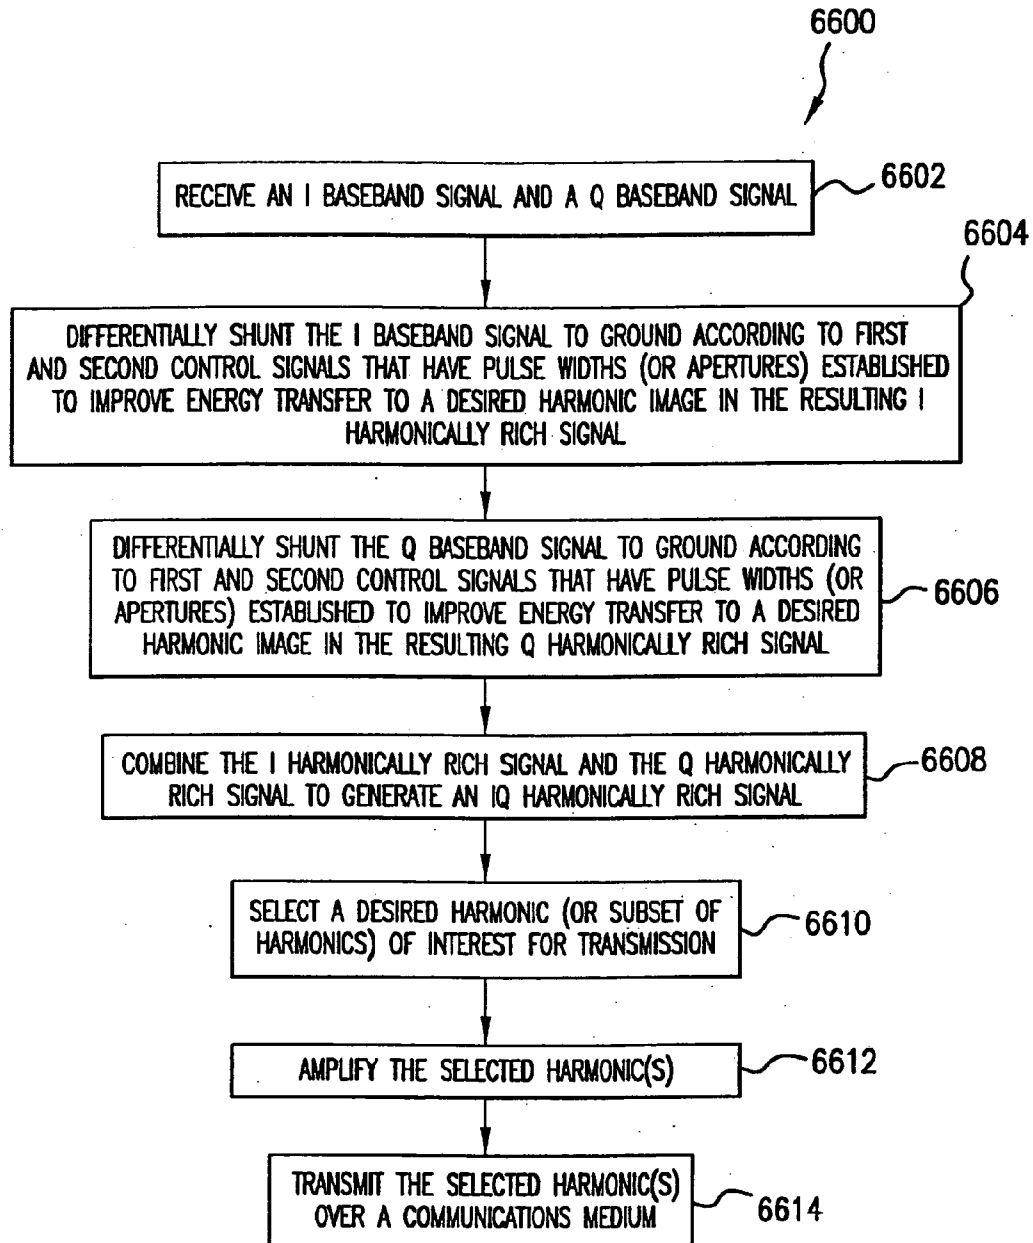 6600
RECEIVE AN I BASEBAND SIGNAL AND A Q BASEBAND SIGNAL
6602
6604
DIFFERENTIALLY SHUNT THE I BASEBAND SIGNAL TO GROUND ACCORDING TO FIRST
AND SECOND CONTROL SIGNALS THAT HAVE PULSE WIDTHS (OR APERTURES) ESTABLISHED
TO IMPROVE ENERGY TRANSFER TO A DESIRED HARMONIC IMAGE IN THE RESULTING I
HARMONICALLY RICH SIGNAL
DIFFERENTIALLY SHUNT THE Q BASEBAND SIGNAL TO GROUND ACCORDING
TO FIRST AND SECOND CONTROL SIGNALS THAT HAVE PULSE WIDTHS (OR
APERTURES) ESTABLISHED TO IMPROVE ENERGY TRANSFER TO A DESIRED
HARMONIC IMAGE IN THE RESULTING Q HARMONICALLY RICH SIGNAL
6606
COMBINE THE I HARMONICALLY RICH SIGNAL AND THE Q HARMONICALLY
RICH SIGNAL TO GENERATE AN IQ HARMONICALLY RICH SIGNAL
6608
SELECT A DESIRED HARMONIC (OR SUBSET OF
HARMONICS) OF INTEREST FOR TRANSMISSION
6610
AMPLIFY THE SELECTED HARMONIC(S)
6612
TRANSMIT THE SELECTED HARMONIC(S)
OVER A COMMUNICATIONS MEDIUM
6614